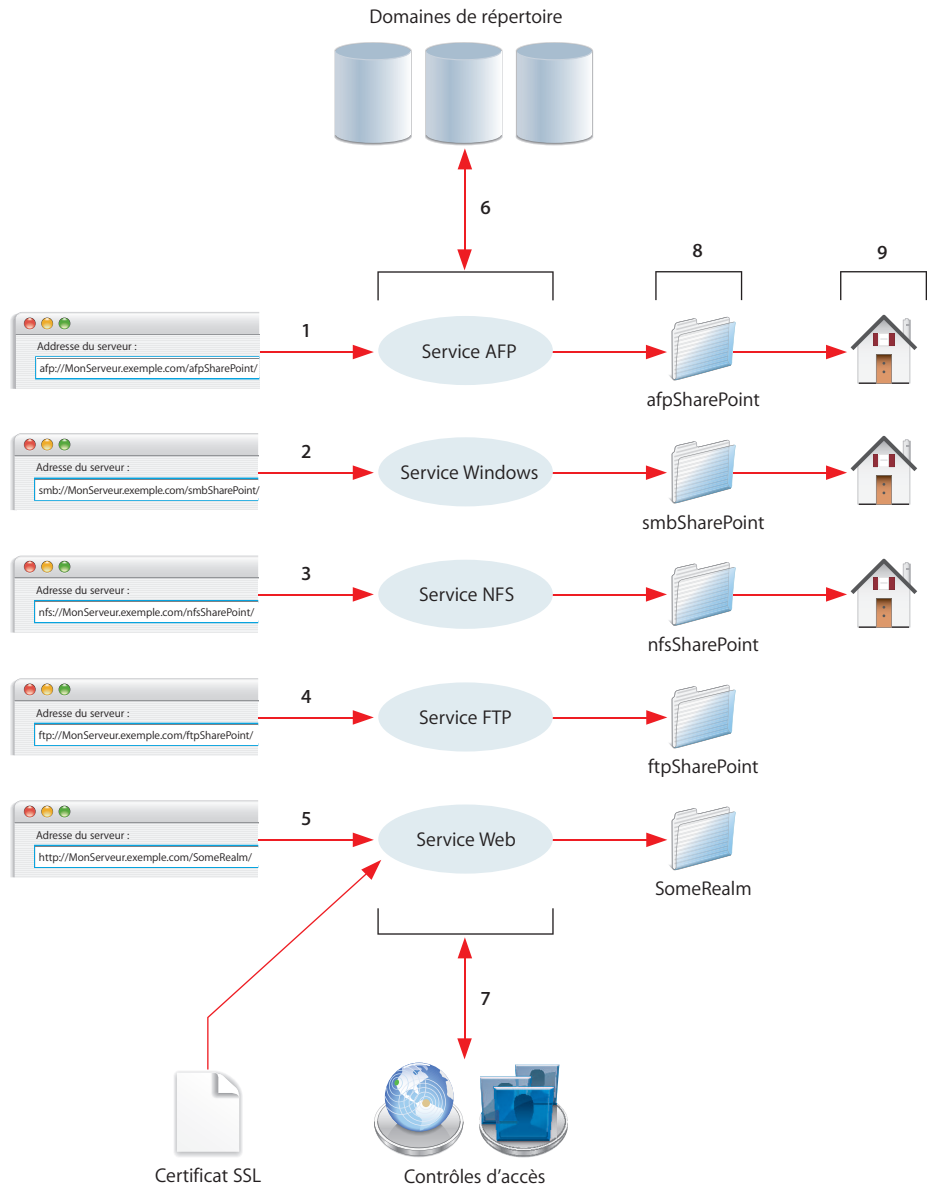 Domaines de répertoire
6
8
9
1
Addresse du serveur :
afp://MonServeur.exemple.com/afpSharePoint/
Service AFP
afpSharePoint
2
Adresse du serveur :
smb://MonServeur.exemple.com/smbSharePoint/
Service Windows
smbSharePoint
3
Adresse du serveur :
nfs://MonServeur.exemple.com/nfsSharePoint/
Service NFS
nfsSharePoint
4
Adresse du serveur :
ftp://MonServeur.exemple.com/ftpSharePoint/
Service FTP
ftpSharePoint
5
Adresse du serveur :
http://MonServeur.exemple.com/SomeRealm/
Service Web
SomeRealm
7
Certificat SSL
Contrôles d'accès